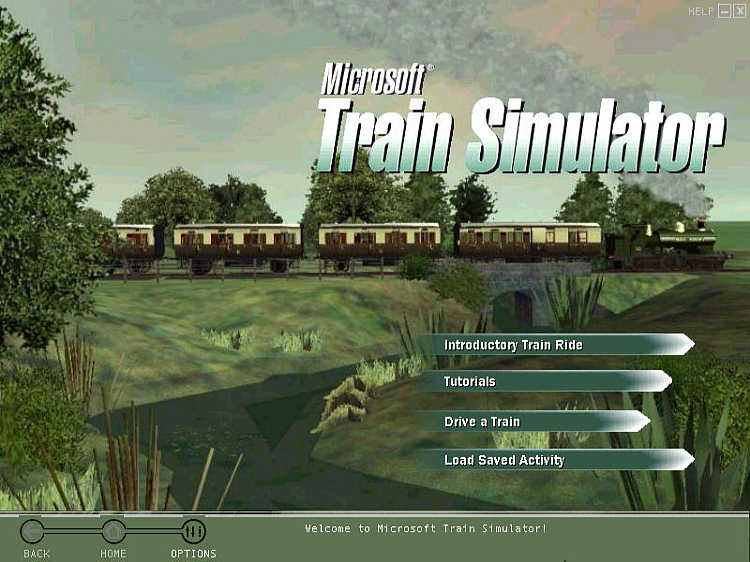 HELP
Microsoft®
Train Simulator
Introductory Train Ride
Tutorials
Drive a Train
Load Saved Activity
Welcome to Microsoft Train Simulator!
BACK HOME OPTIONS